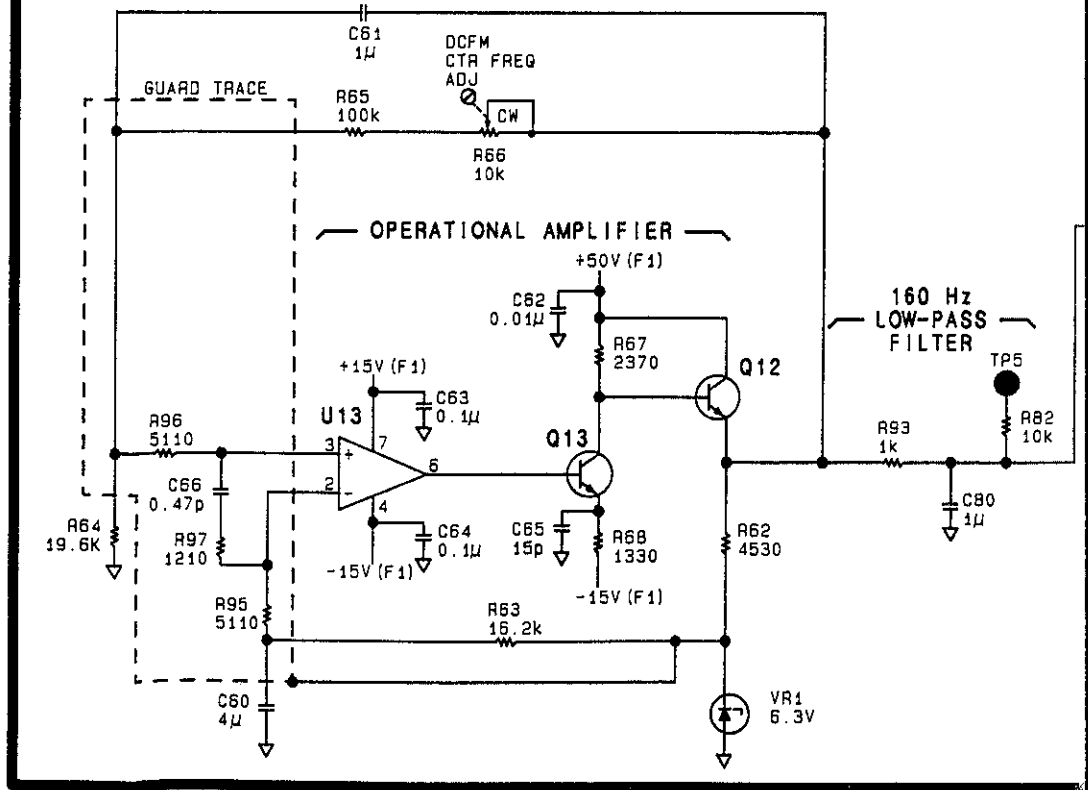 C61
1μ
DCFM
CTR FREQ
ADJ
GUARD TRACE
R65
100k
CW
R66
10k
OPERATIONAL AMPLIFIER
+50V(F1)
C62
0.01μ
R67
2370
160 Hz
LOW-PASS
FILTER
TP5
Q12
+15V(F1)
C63
0.1μ
U13
R96
5110
3
+
7
6
2
-
4
Q13
R93
1k
R82
10k
C66
0.47p
R64
19.6K
R97
1210
C64
0.1μ
-15V(F1)
C65
15p
R68
1330
-15V(F1)
R62
4530
C80
1μ
R95
5110
R63
16.2k
C60
4μ
VR1
6.3V